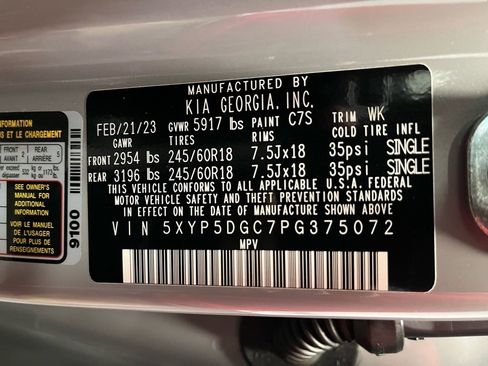 MANUFACTURED BY
KIA GEORGIA, INC.
FEB/21/23 GVWR 5917 lbs PAINT C7S TRIM WK
GAWR TIRES RIMS COLD TIRE INFL
FRONT 2954 lbs 245/60R18 7.5Jx18 35psi SINGLE
REAR 3196 lbs 245/60R18 7.5Jx18 35psi SINGLE
THIS VEHICLE CONFORMS TO ALL APPLICABLE U.S.A. FEDERAL
MOTOR VEHICLE SAFETY AND THEFT PREVENTION STANDARDS
IN EFFECT ON THE DATE OF MANUFACTURE SHOWN ABOVE.
VIN 5XYP5DGC7PG375072
MPV
INFORMATION
ET LE CHARGEMENT
FRONT 2 REAR 5
AVANT ARRIÈRE
SEE OWNER'S
MANUAL FOR
ADDITIONAL
INFORMATION
VOIR LE MANUEL
DE L'USAGER
POUR PLUS DE
RENSEIGNEMENTS
9100